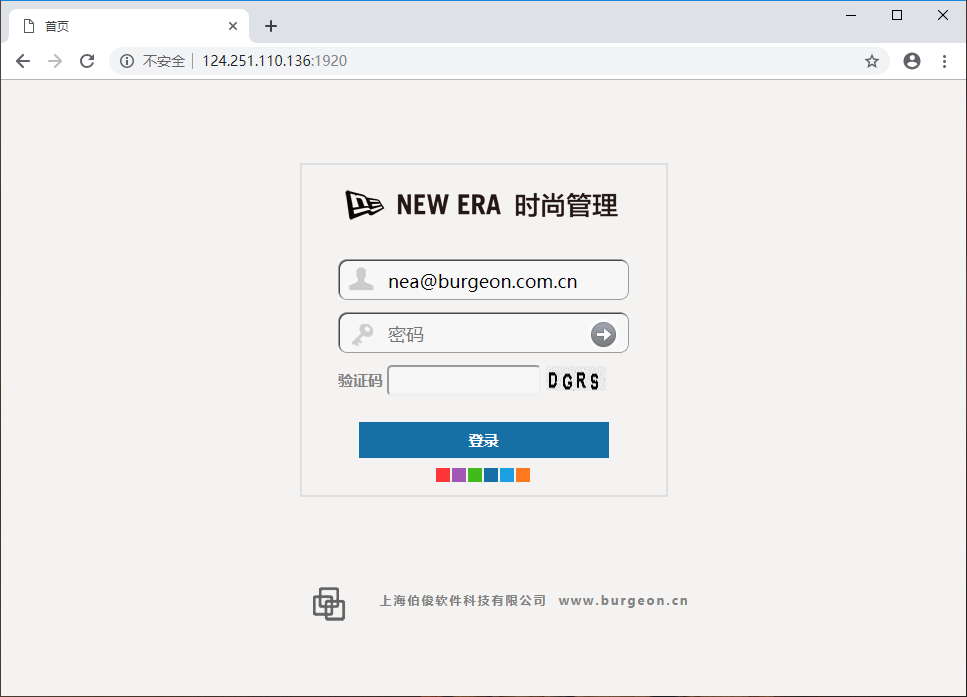 首页
不安全 124.251.110.136:1920
NEW ERA 时尚管理
nea@burgeon.com.cn
密码
验证码 DGRS
登录
上海伯俊软件科技有限公司 www.burgeon.cn